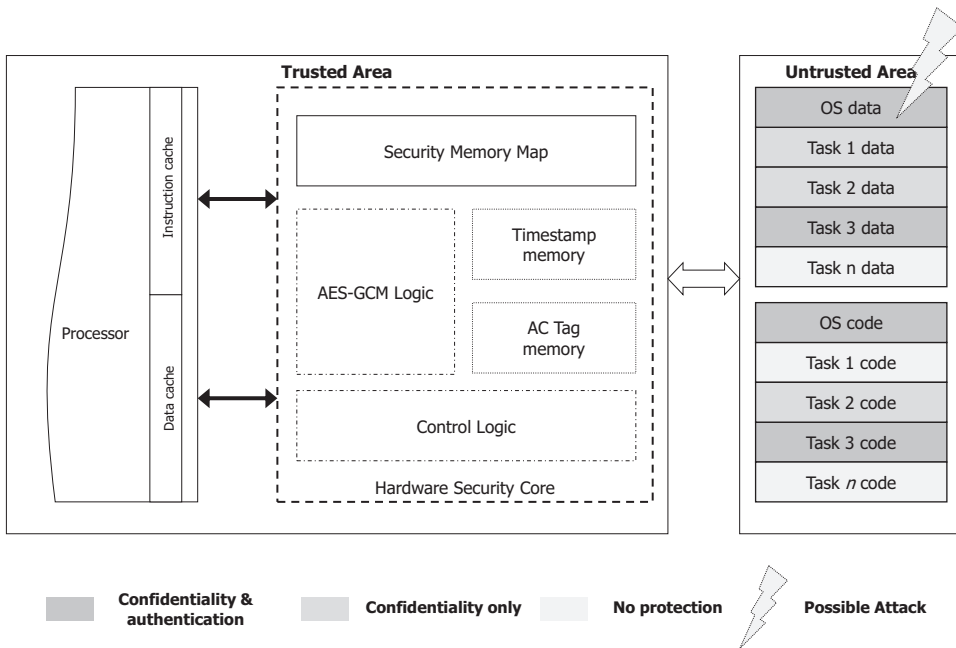 Trusted Area
Processor
Instruction cache
Data cache
Security Memory Map
AES-GCM Logic
Timestamp
memory
AC Tag
memory
Control Logic
Hardware Security Core
Untrusted Area
OS data
Task 1 data
Task 2 data
Task 3 data
Task n data
OS code
Task 1 code
Task 2 code
Task 3 code
Task n code
Confidentiality &
authentication
Confidentiality only
No protection
Possible Attack